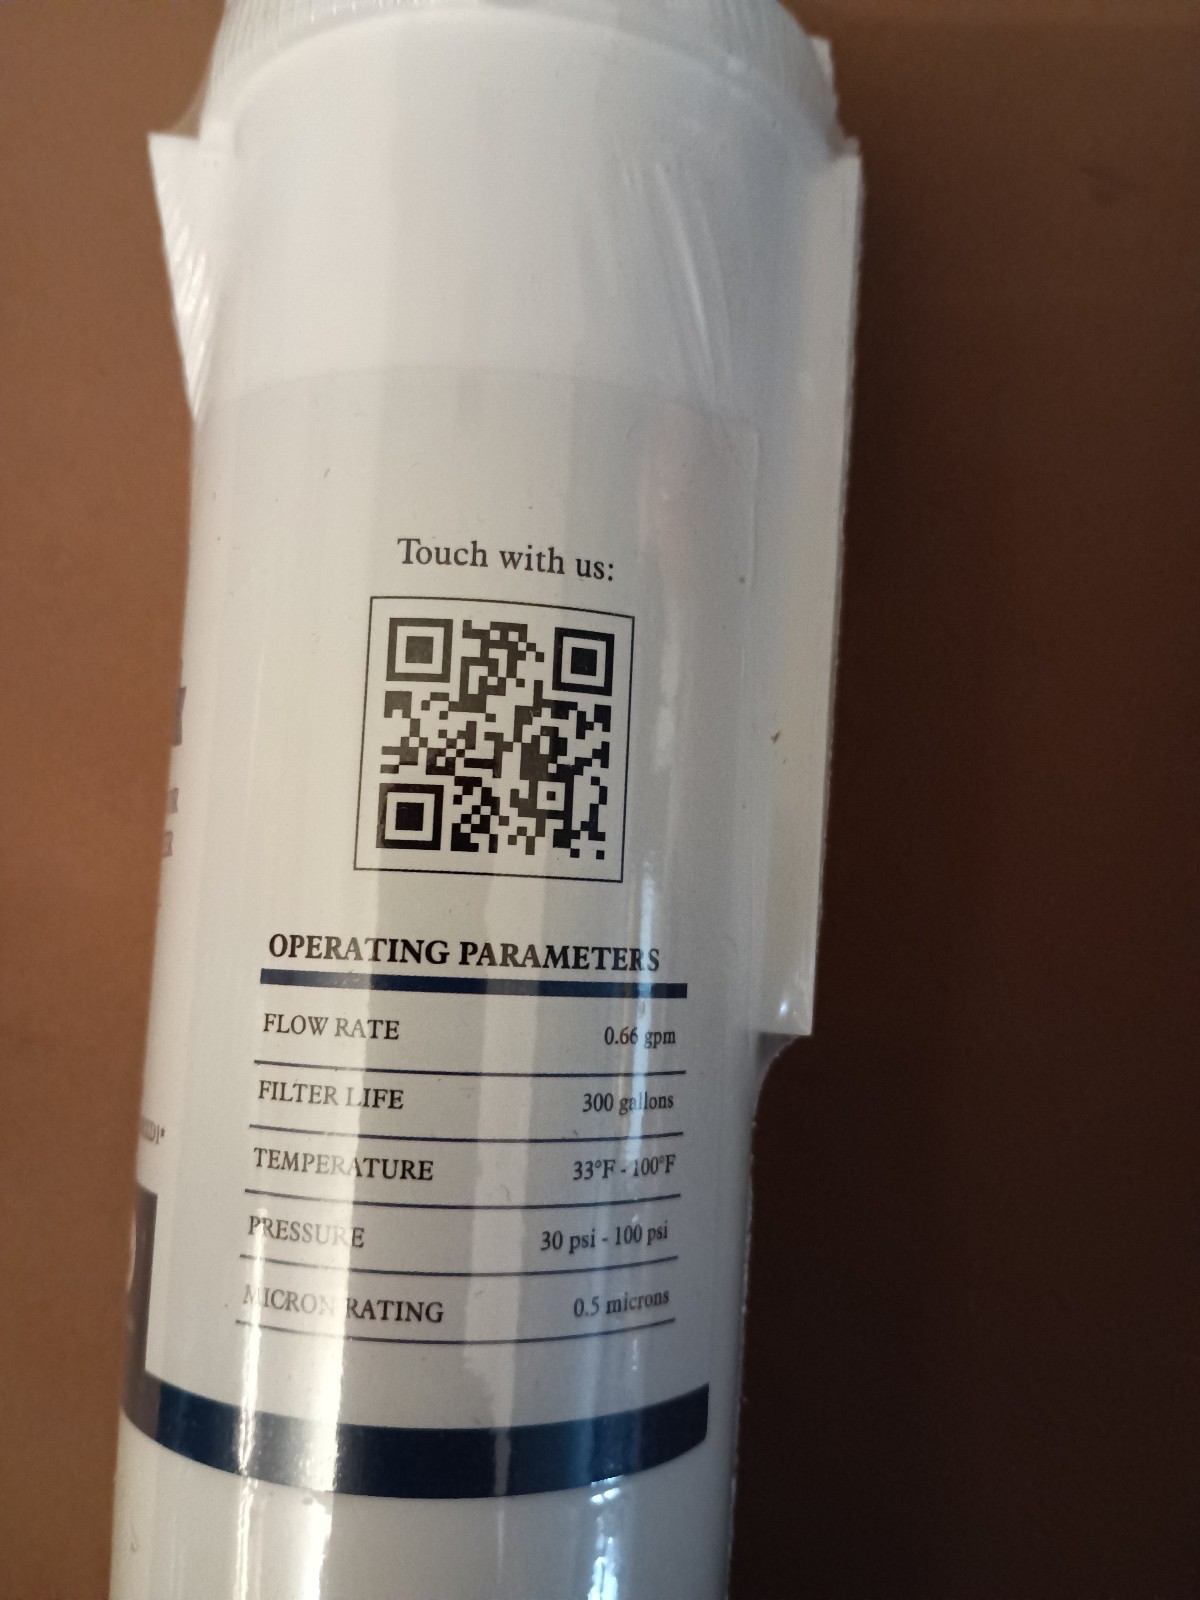 Touch with us:
OPERATING PARAMETERS
FLOW RATE 0.66 gpm
FILTER LIFE 300 gallons
TEMPERATURE 33°F - 100°F
PRESSURE 30 psi - 100 psi
MICRON RATING 0.5 microns